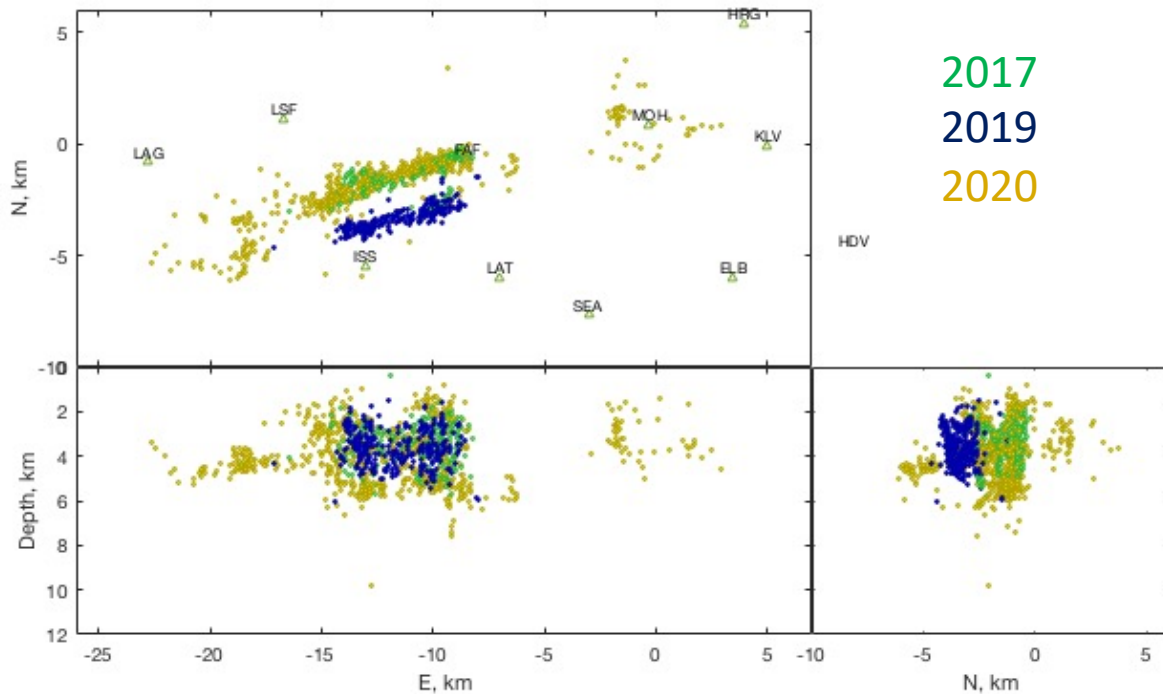 HRG
5
2017
LSF
MOH
2019
LAG
FAF
KLV
0
N, km
2020
HDV
-5
ISS
LAT
ELB
SEA
-10
0
2
4
6
8
10
12
Depth, km
-25 -20 -15 -10 -5 0 5
-10 -5 0 5
E, km
N, km